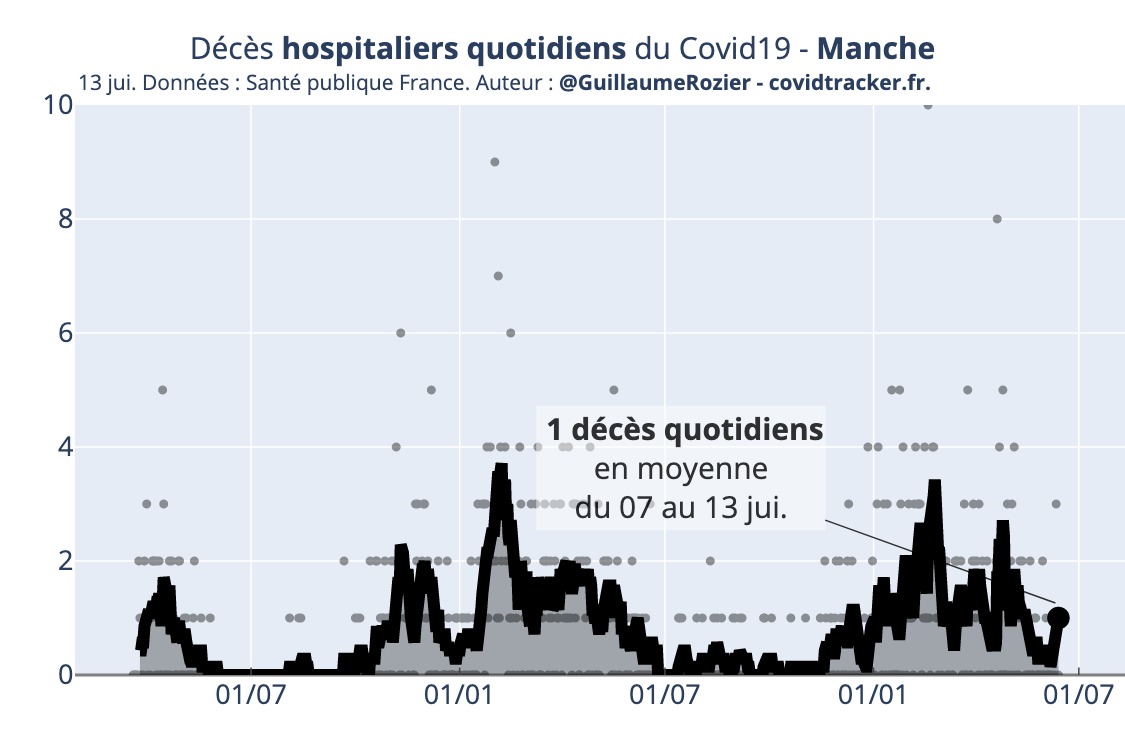 Décès hospitaliers quotidiens du Covid19 - Manche
13 jui. Données : Santé publique France. Auteur : @GuillaumeRozier - covidtracker.fr.
10
8
6
4
2
0
1 décès quotidiens
en moyenne
du 07 au 13 jui.
01/07 01/01 01/07 01/01 01/07